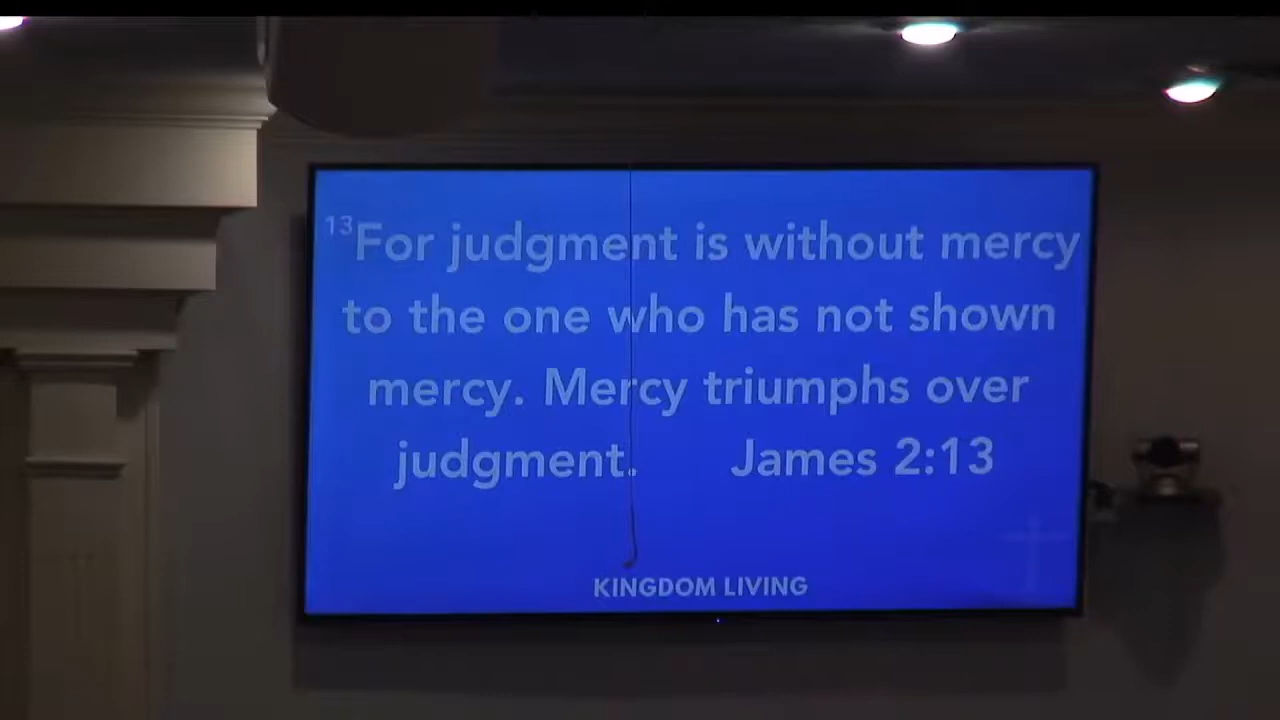 13For judgment is without mercy
to the one who has not shown
mercy. Mercy triumphs over
judgment. James 2:13
KINGDOM LIVING